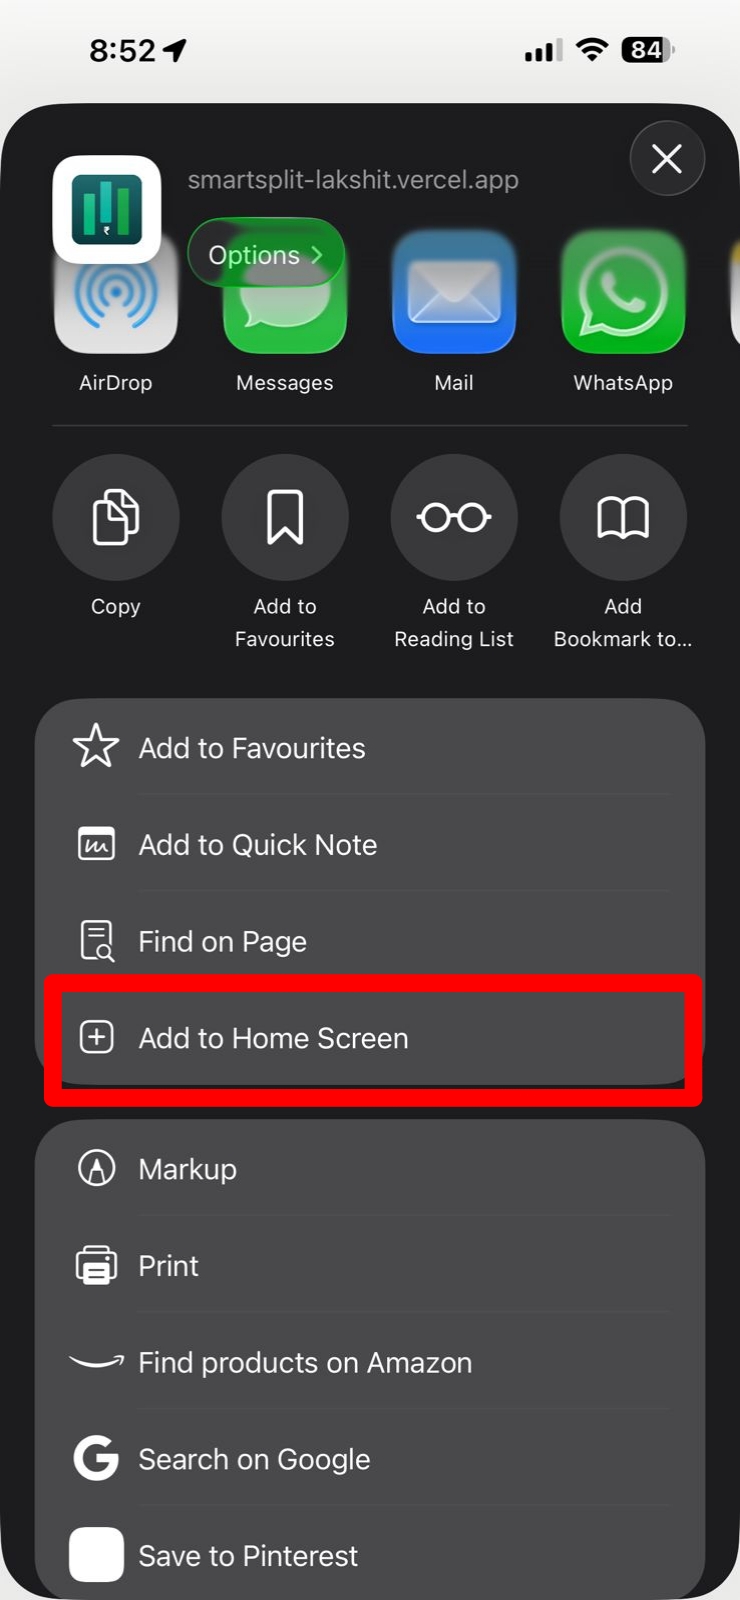 8:52
84
smartsplit-lakshit.vercel.app
₹
Options
AirDrop
Messages
Mail
WhatsApp
Copy
Add to
Favourites
Add to
Reading List
Add
Bookmark to...
Add to Favourites
Add to Quick Note
Find on Page
Add to Home Screen
Markup
Print
Find products on Amazon
G Search on Google
Save to Pinterest